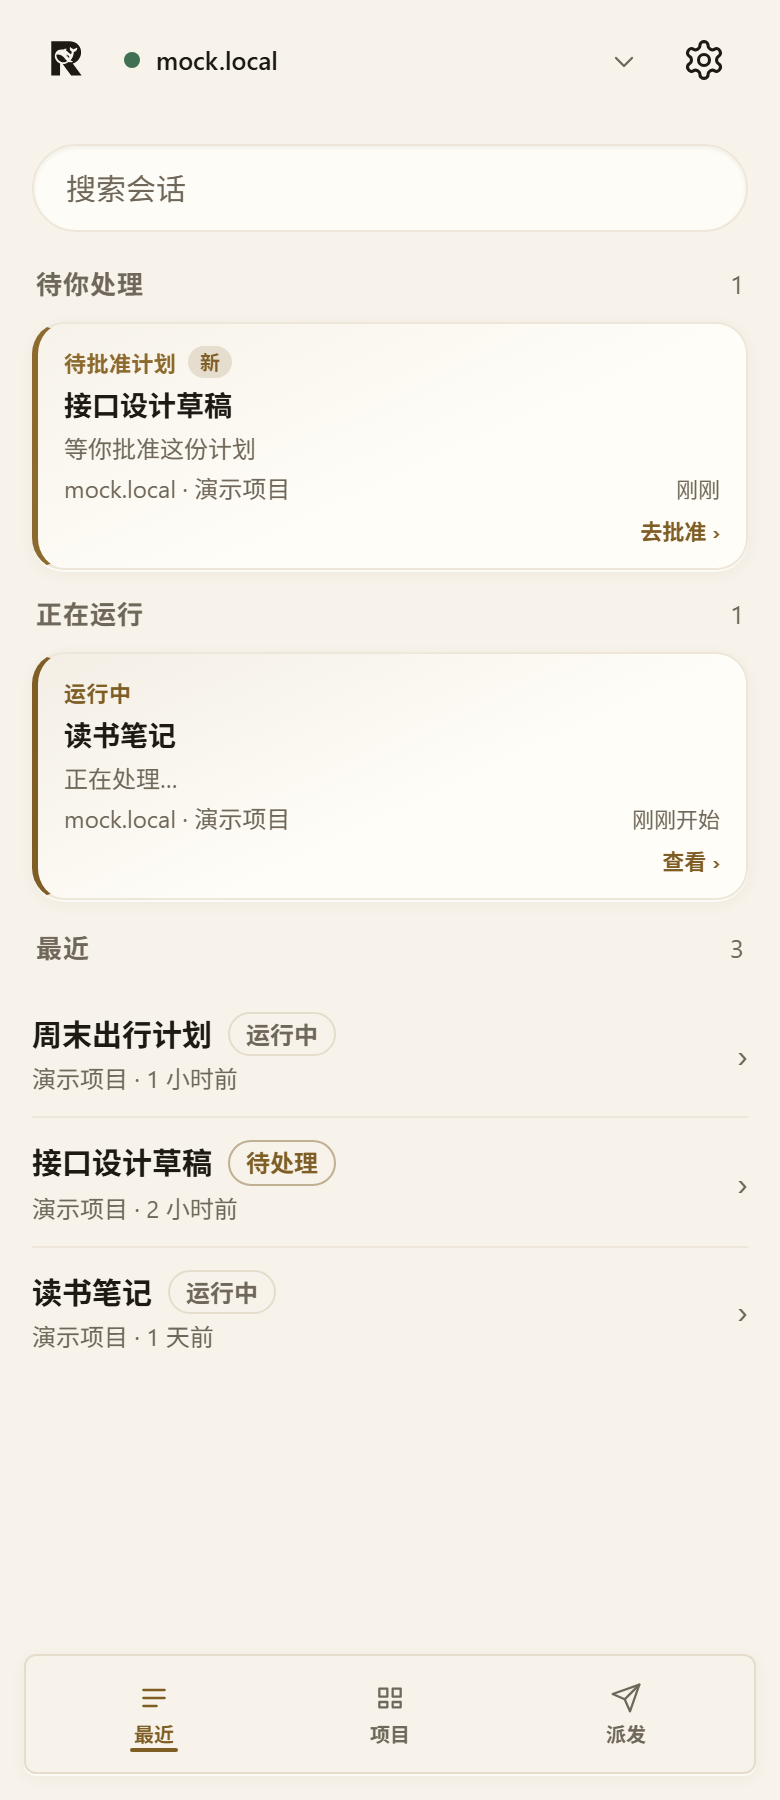 R
mock.local
搜索会话
待你处理 1
待批准计划 新
接口设计草稿
等你批准这份计划
mock.local · 演示项目 刚刚
去批准 ›
正在运行 1
运行中
读书笔记
正在处理...
mock.local · 演示项目 刚刚开始
查看 ›
最近 3
周末出行计划 运行中
演示项目 · 1 小时前 ›
接口设计草稿 待处理
演示项目 · 2 小时前 ›
读书笔记 运行中
演示项目 · 1 天前 ›
最近 项目 派发